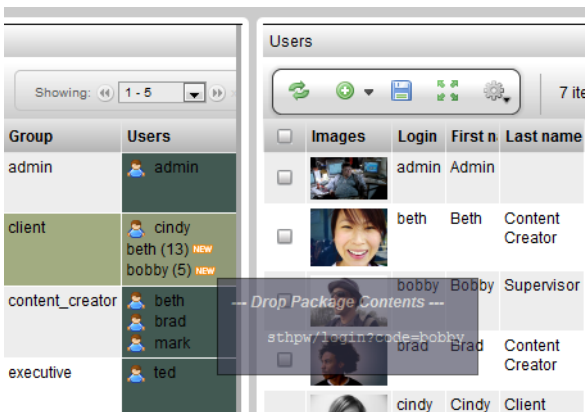 Users
Showing: 1 - 5
7 ite
Group Users
Images Login First n Last name
admin admin
admin Admin
client cindy
beth (13) NEW
bobby (5) NEW
beth Beth Content Creator
content_creator beth
brad
mark
bobby Bobby Supervisor
--- Drop Package Contents ---
sthpw/login?code=bobby
brad Brad Content Creator
executive ted
cindy Cindy Client